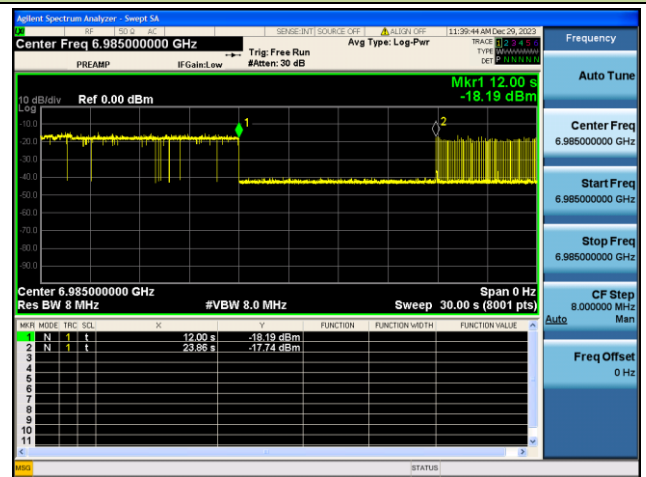 Agilent Spectrum Analyzer - Swept SA
RF 50 Ω AC SENSE:INT SOURCE OFF ALIGN OFF 11:39:44 AM Dec 29, 2023
Center Freq 6.985000000 GHz
Avg Type: Log-Pwr
TRACE 1 2 3 4 5 6
TYPE W
DET P N N N N N
PREAMP
IFGain:Low
Trig: Free Run
#Atten: 30 dB
Mkr1 12.00 s
-18.19 dBm
10 dB/div Ref 0.00 dBm
Log
-10.0
-20.0
-30.0
-40.0
-50.0
-60.0
-70.0
-80.0
-90.0
1
2
Center 6.985000000 GHz Span 0 Hz
Res BW 8 MHz #VBW 8.0 MHz Sweep 30.00 s (8001 pts)
MKR MODE TRC SCL X Y FUNCTION FUNCTION WIDTH FUNCTION VALUE
1 N 1 t 12.00 s -18.19 dBm
2 N 1 t 23.86 s -17.74 dBm
3
4
5
6
7
8
9
10
11
MSG STATUS
Frequency
Auto Tune
Center Freq
6.985000000 GHz
Start Freq
6.985000000 GHz
Stop Freq
6.985000000 GHz
CF Step
8.000000 MHz
Auto Man
Freq Offset
0 Hz